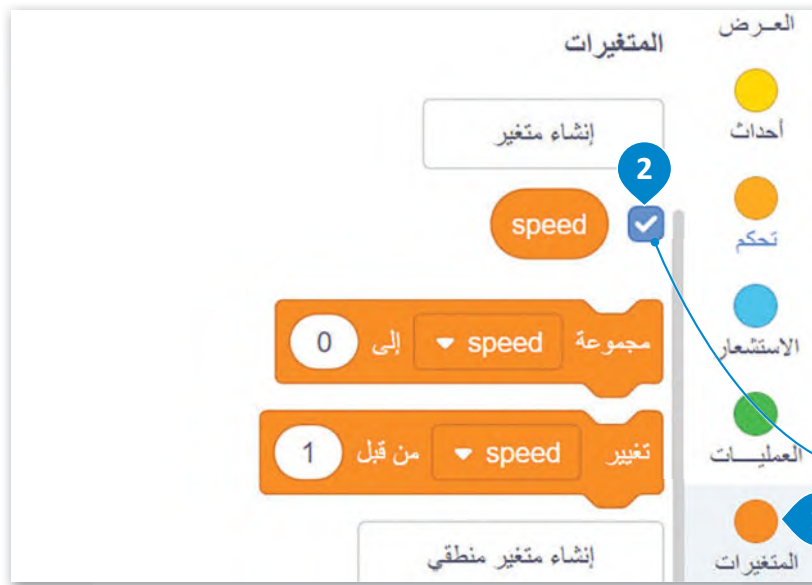 العـرض
أحداث
تحكم
الاستشعار
العمليـــات
المتغيرات
المتغيرات
إنشاء متغير
2
speed
مجموعة speed إلى 0
تغيير speed من قبل 1
إنشاء متغير منطقي